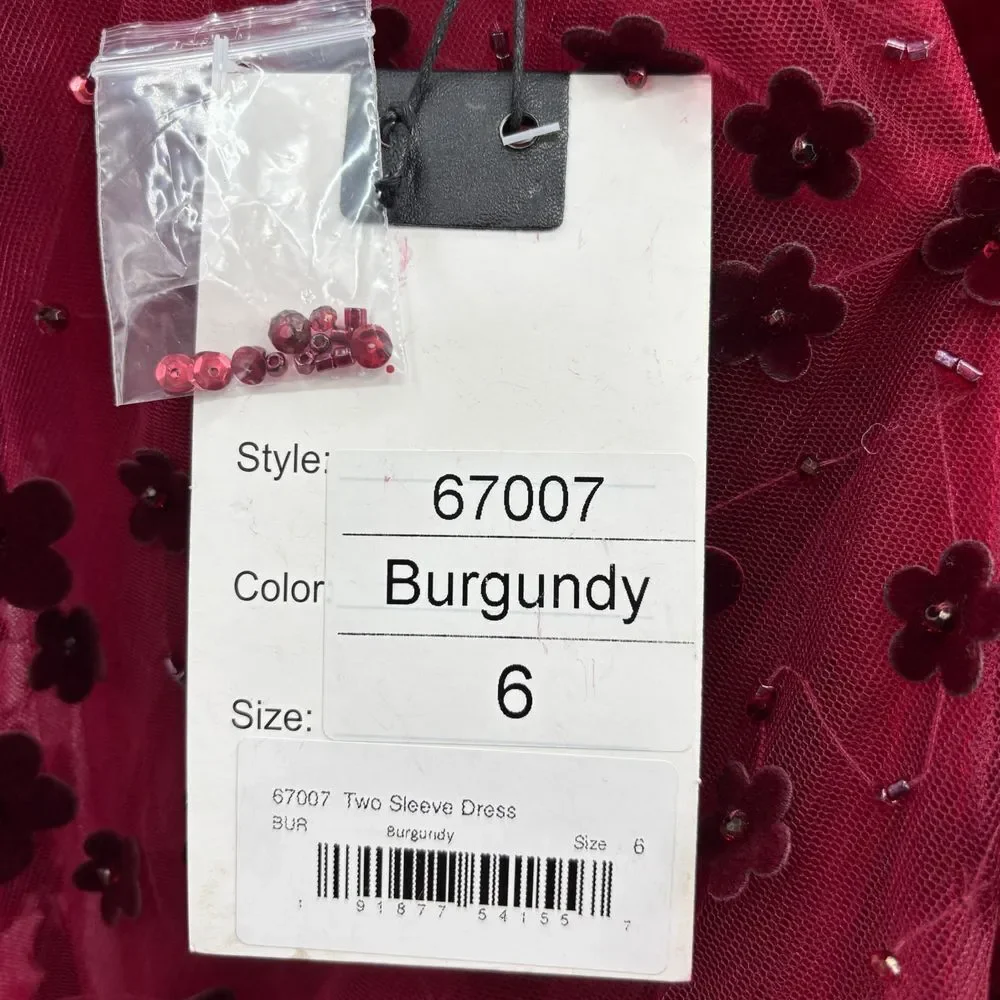 Style: 67007
Color Burgundy
Size: 6
67007 Two Sleeve Dress
BUR Burgundy Size 6
1 91877 54155 7